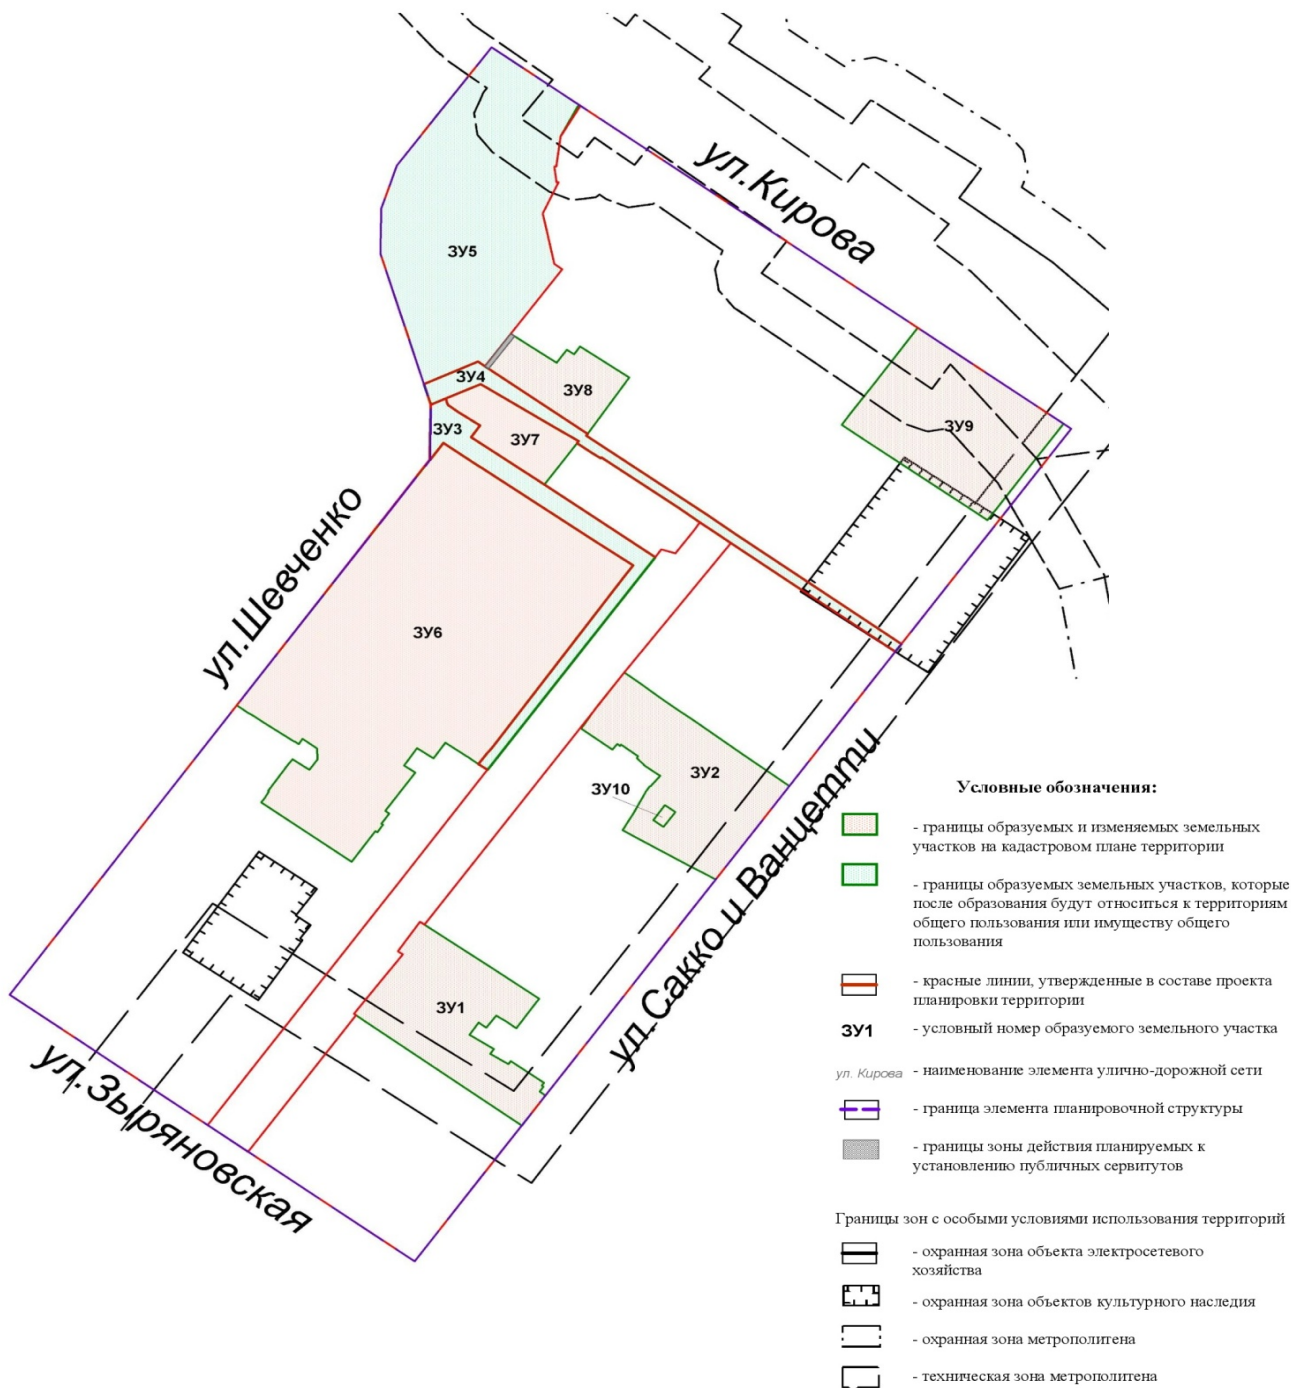 ул.Кирова
ЗУ5
ЗУ4
ЗУ8
ЗУ3
ЗУ7
ЗУ9
ул.Шевченко
ЗУ6
ЗУ2
ЗУ10
ул.Сакко и Ванцетти
ЗУ1
ул.Зыряновская
Условные обозначения:
- границы образуемых и изменяемых земельных
участков на кадастровом плане территории
- границы образуемых земельных участков, которые
после образования будут относиться к территориям
общего пользования или имуществу общего
пользования
- красные линии, утвержденные в составе проекта
планировки территории
ЗУ1 - условный номер образуемого земельного участка
ул. Кирова - наименование элемента улично-дорожной сети
- граница элемента планировочной структуры
- границы зоны действия планируемых к
установлению публичных сервитутов
Границы зон с особыми условиями использования территорий
- охранная зона объекта электросетевого
хозяйства
- охранная зона объектов культурного наследия
- охранная зона метрополитена
- техническая зона метрополитена